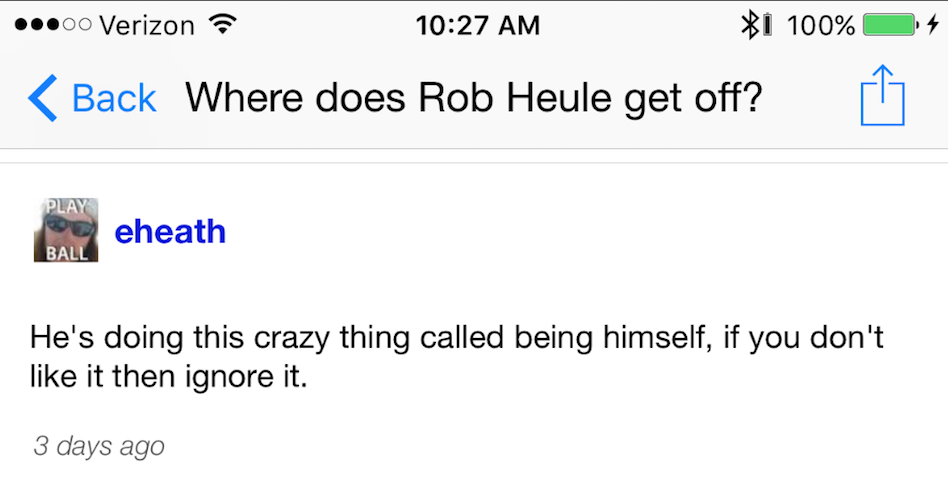 Verizon 10:27 AM 100%
Back Where does Rob Heule get off?
PLAY
BALL
eheath
He's doing this crazy thing called being himself, if you don't
like it then ignore it.
3 days ago